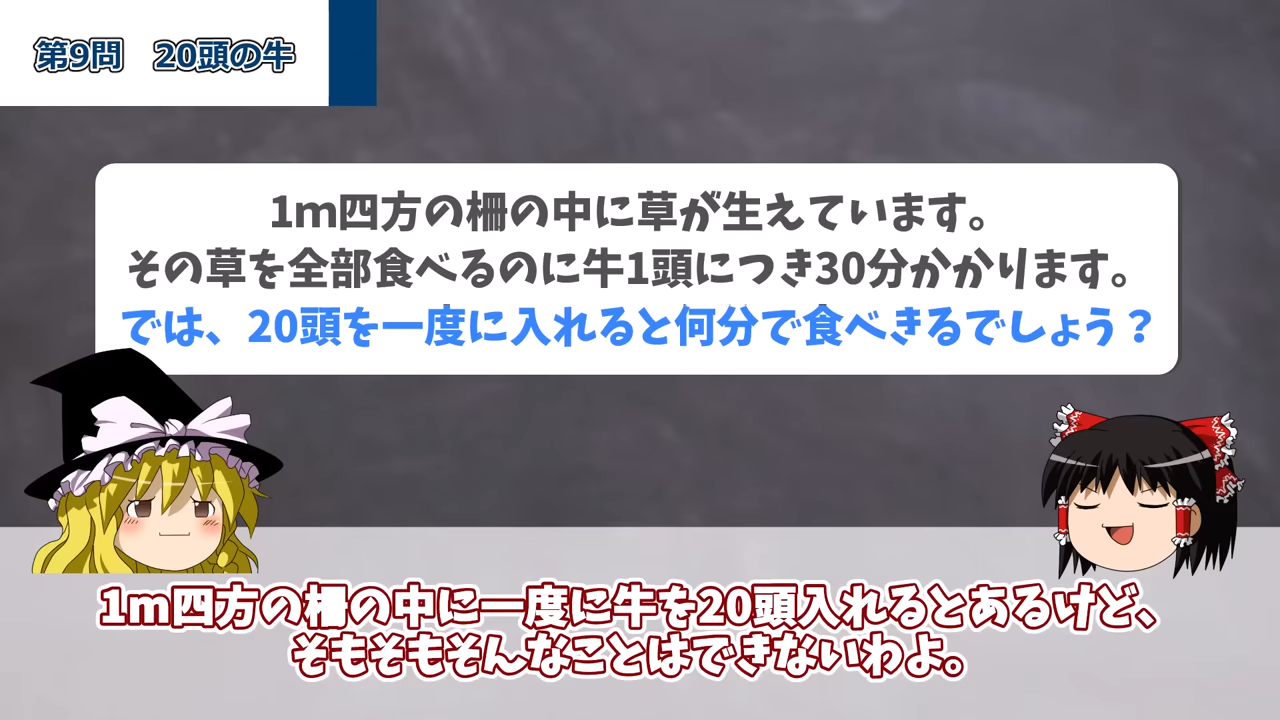 第9問　20頭の牛
1m四方の柵の中に草が生えています。
その草を全部食べるのに牛1頭につき30分かかります。
では、20頭を一度に入れると何分で食べきるでしょう？
1m四方の柵の中に一度に牛を20頭入れるとあるけど、
そもそもそんなことはできないわよ。